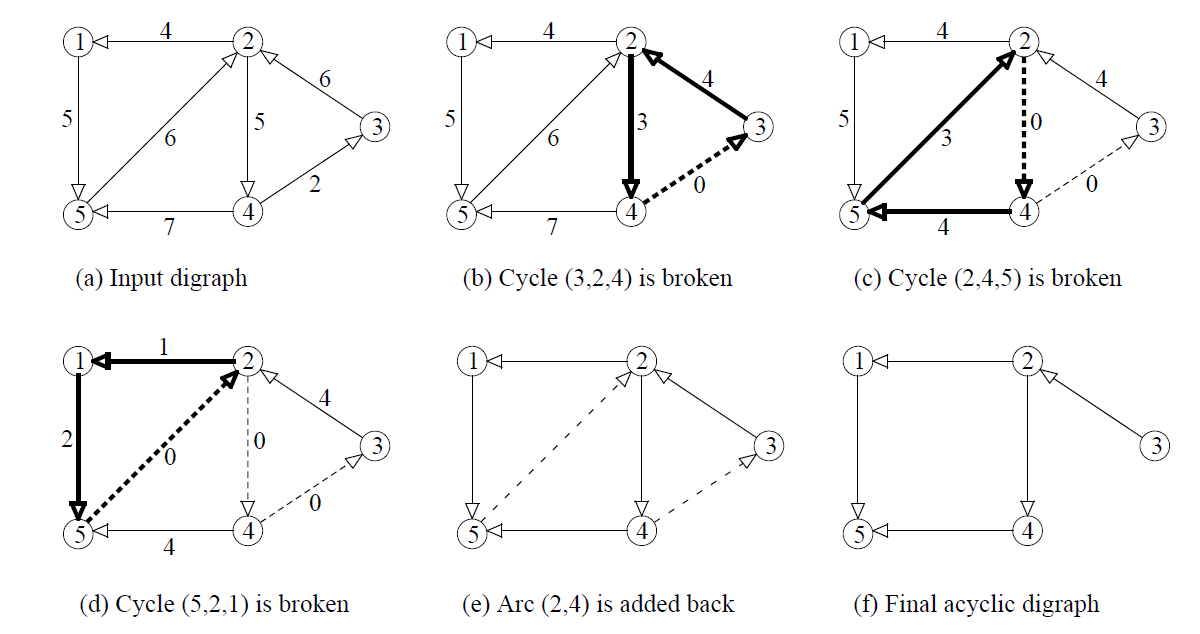 1 4 2
5 6 5 6 3
2
5 7 4
(a) Input digraph
1 4 2
5 6 3 4 3
0
5 7 4
(b) Cycle (3,2,4) is broken
1 4 2
5 3 0 4 3
0
5 4 4
(c) Cycle (2,4,5) is broken
1 1 2
2 0 0 4 3
0
5 4 4
(d) Cycle (5,2,1) is broken
1 2
3
5 4
(e) Arc (2,4) is added back
1 2
3
5 4
(f) Final acyclic digraph